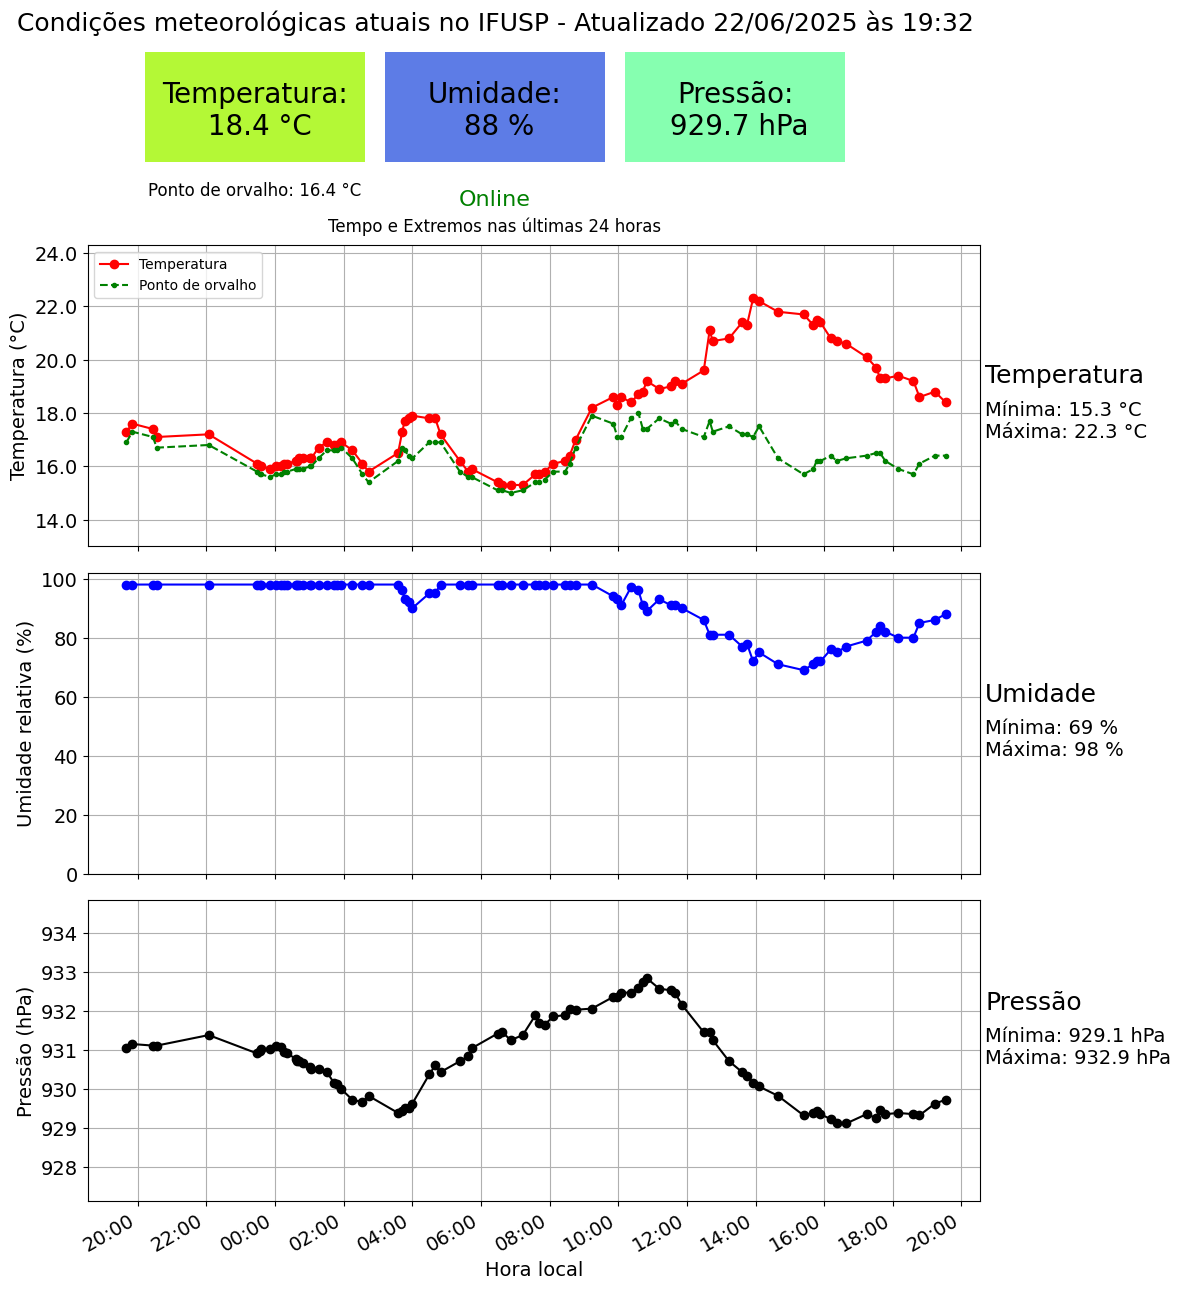 Condições meteorológicas atuais no IFUSP - Atualizado 22/06/2025 às 19:32
Temperatura:
18.4 °C
Umidade:
88 %
Pressão:
929.7 hPa
Ponto de orvalho: 16.4 °C
Online
Tempo e Extremos nas últimas 24 horas
Temperatura
Ponto de orvalho
Temperatura (°C)
24.0
22.0
20.0
18.0
16.0
14.0
Temperatura
Mínima: 15.3 °C
Máxima: 22.3 °C
Umidade relativa (%)
100
80
60
40
20
0
Umidade
Mínima: 69 %
Máxima: 98 %
Pressão (hPa)
934
933
932
931
930
929
928
Pressão
Mínima: 929.1 hPa
Máxima: 932.9 hPa
20:00 22:00 00:00 02:00 04:00 06:00 08:00 10:00 12:00 14:00 16:00 18:00 20:00
Hora local